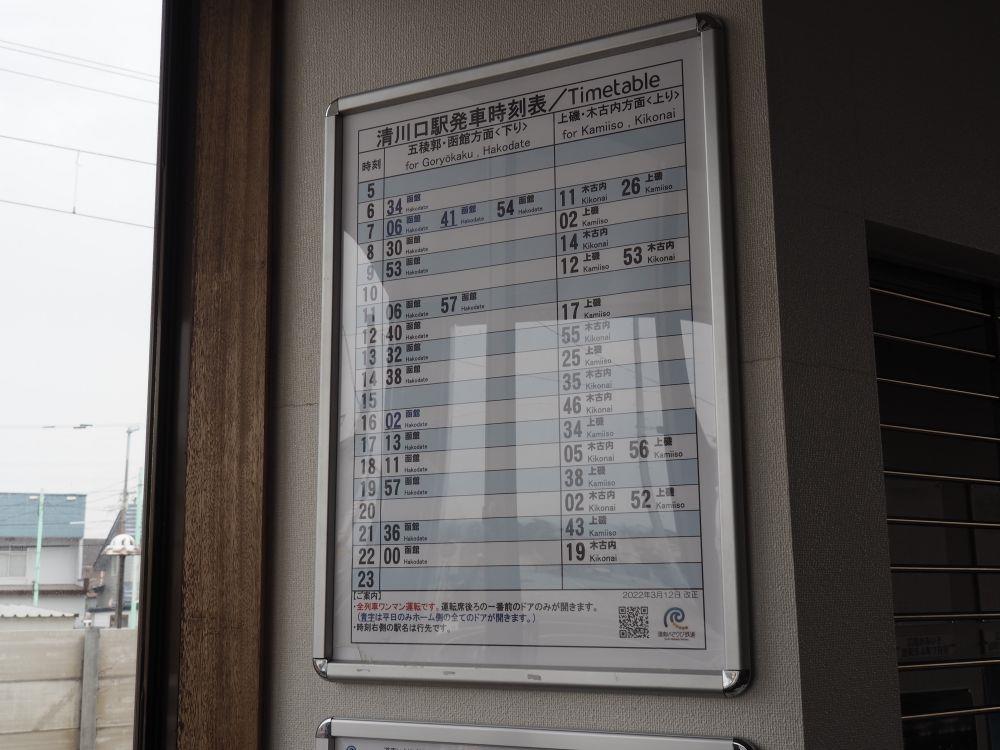 清川口駅発車時刻表／Timetable
時刻 五稜郭・函館方面<下り> 上磯・木古内方面<上り>
for Goryōkaku , Hakodate for Kamiiso , Kikonai
5
6 34 函館 Hakodate
7 06 函館 Hakodate 41 函館 Hakodate 54 函館 Hakodate 11 木古内 Kikonai 26 上磯 Kamiiso
8 30 函館 Hakodate 02 上磯 Kamiiso
9 53 函館 Hakodate 14 木古内 Kikonai
10 12 上磯 Kamiiso 53 木古内 Kikonai
11 06 函館 Hakodate 57 函館 Hakodate
12 40 函館 Hakodate 17 上磯 Kamiiso
13 32 函館 Hakodate 55 木古内 Kikonai
14 38 函館 Hakodate 25 上磯 Kamiiso
15 35 木古内 Kikonai
16 02 函館 Hakodate 46 木古内 Kikonai
17 13 函館 Hakodate 34 上磯 Kamiiso
18 11 函館 Hakodate 05 木古内 Kikonai 56 上磯 Kamiiso
19 57 函館 Hakodate 38 上磯 Kamiiso
20 02 木古内 Kikonai 52 上磯 Kamiiso
21 36 函館 Hakodate 43 上磯 Kamiiso
22 00 函館 Hakodate 19 木古内 Kikonai
23
【ご案内】 2022年3月12日 改正
・全列車ワンマン運転です。運転席後ろの一番前のドアのみが開きます。
（青字は平日のみホーム側の全てのドアが開きます。）
・時刻右側の駅名は行先です。
道南いさりび鉄道